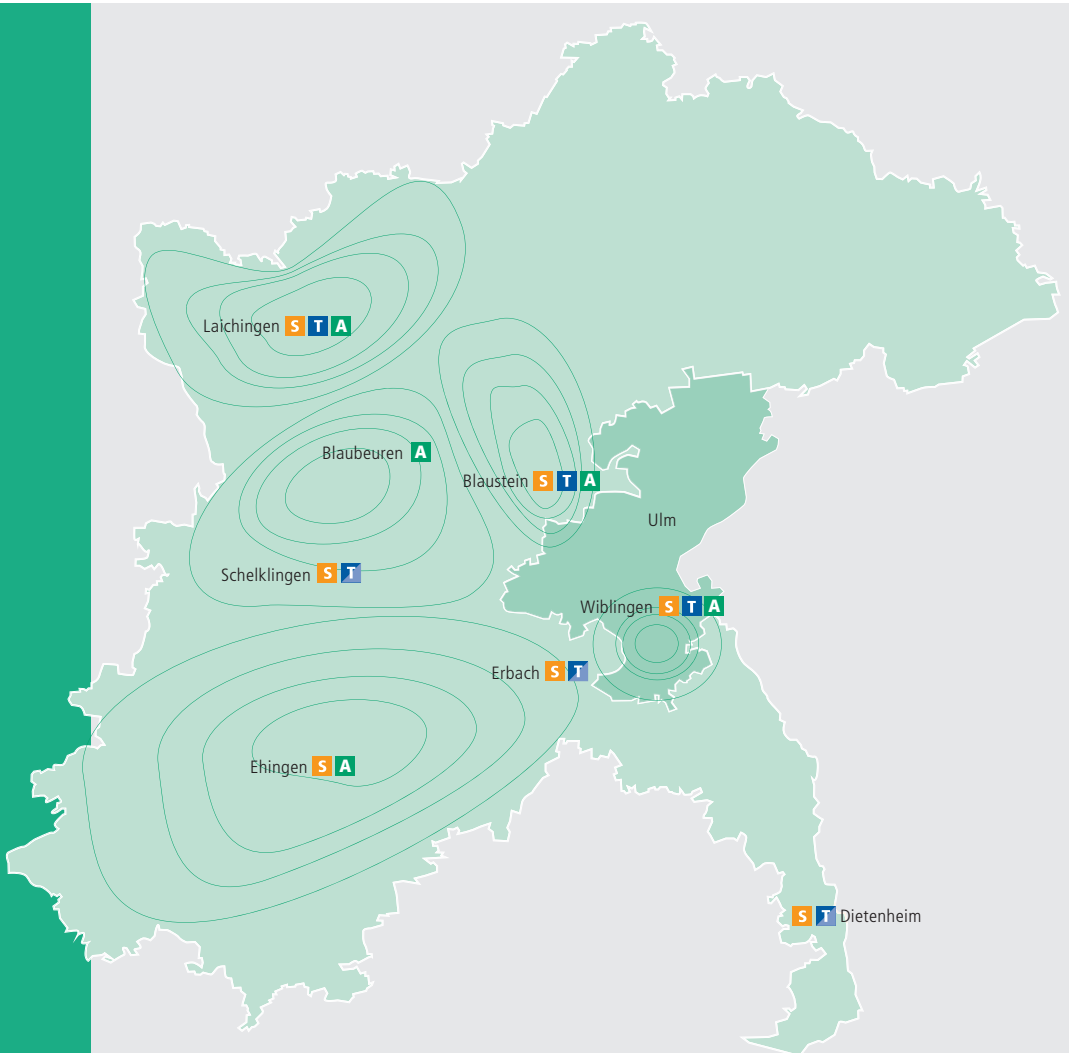 Laichingen S T A
Blaubeuren A
Blaustein S T A
Ulm
Schelklingen S T
Wiblingen S T A
Erbach S T
Ehingen S A
S T Dietenheim